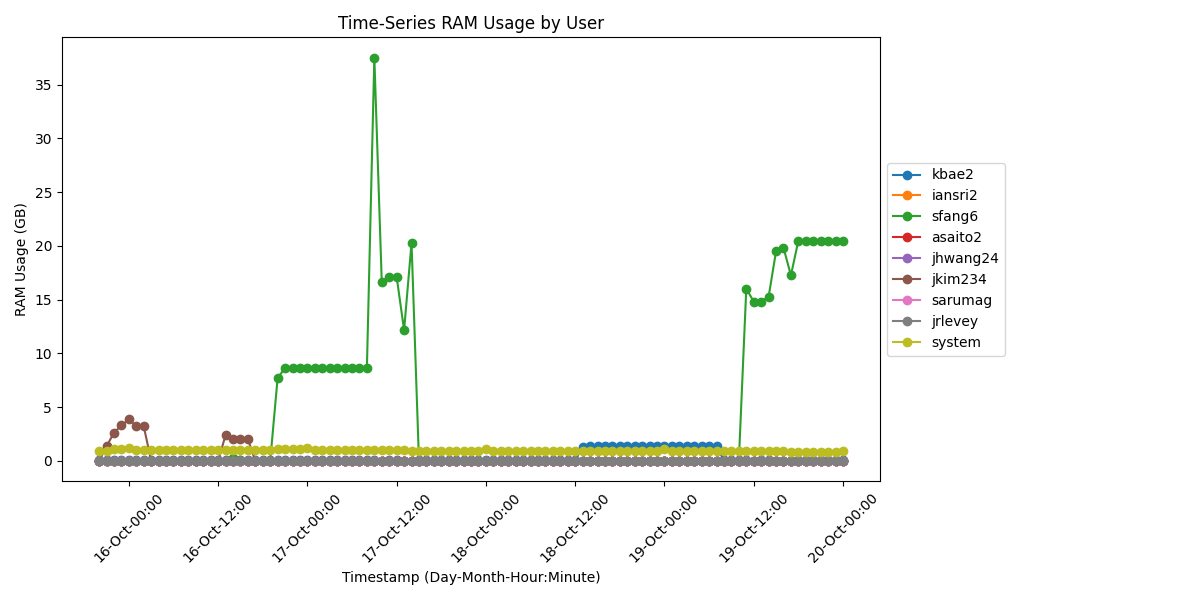 Time-Series RAM Usage by User
RAM Usage (GB)
35
30
25
20
15
10
5
0
16-Oct-00:00
16-Oct-12:00
17-Oct-00:00
17-Oct-12:00
18-Oct-00:00
18-Oct-12:00
19-Oct-00:00
19-Oct-12:00
20-Oct-00:00
Timestamp (Day-Month-Hour:Minute)
kbae2
iansri2
sfang6
asaito2
jhwang24
jkim234
sarumag
jrlevey
system